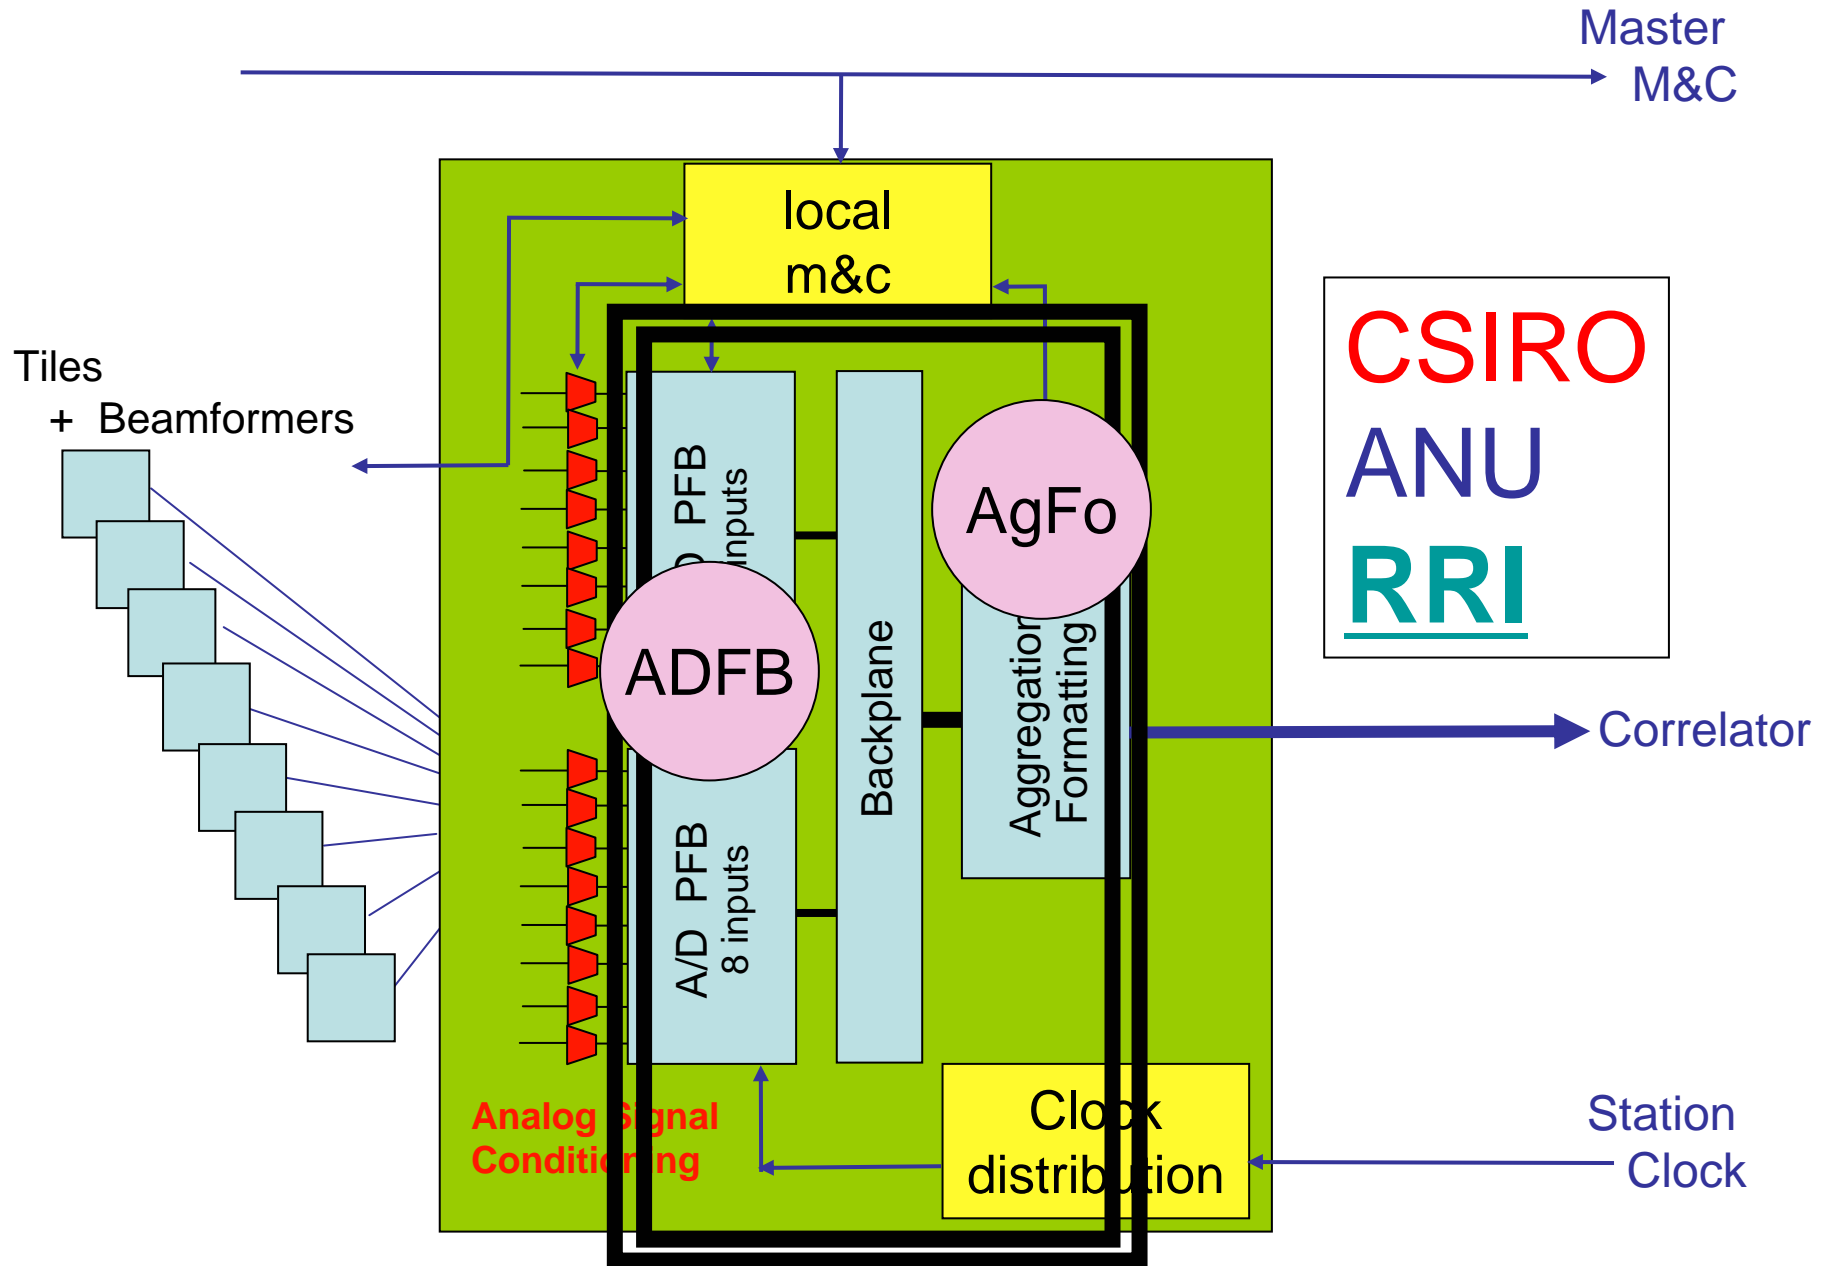 Master
M&C
local
m&c
Tiles
+ Beamformers
CSIRO
ANU
RRI
PFB
inputs
AgFo
ADFB
Backplane
Aggregation
Formatting
Correlator
A/D PFB
8 inputs
Analog Signal
Conditioning
Clock
distribution
Station
Clock